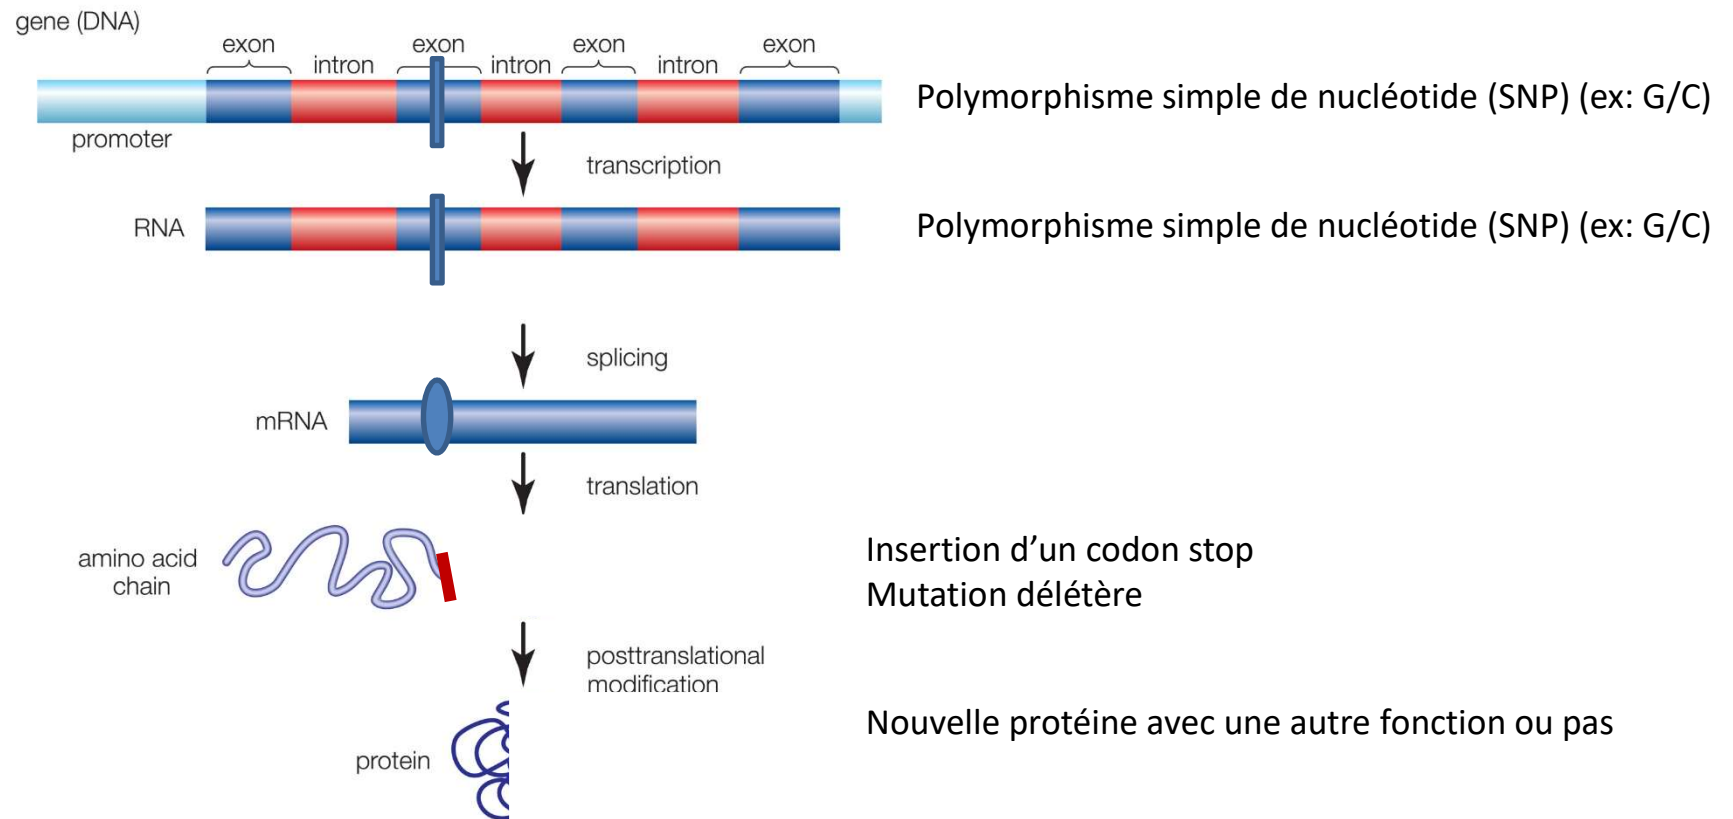 gene (DNA)
exon
intron
exon
intron
exon
intron
exon
promoter
Polymorphisme simple de nucléotide (SNP) (ex: G/C)
transcription
RNA
Polymorphisme simple de nucléotide (SNP) (ex: G/C)
splicing
mRNA
translation
amino acid
chain
Insertion d’un codon stop
Mutation délétère
posttranslational
modification
protein
Nouvelle protéine avec une autre fonction ou pas